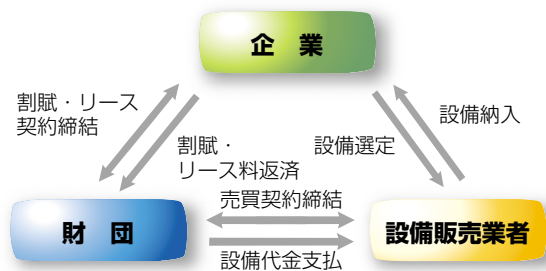 企　業
割賦・リース
契約締結
割賦・
リース料返済
設備選定
設備納入
売買契約締結
財　団
設備販売業者
設備代金支払